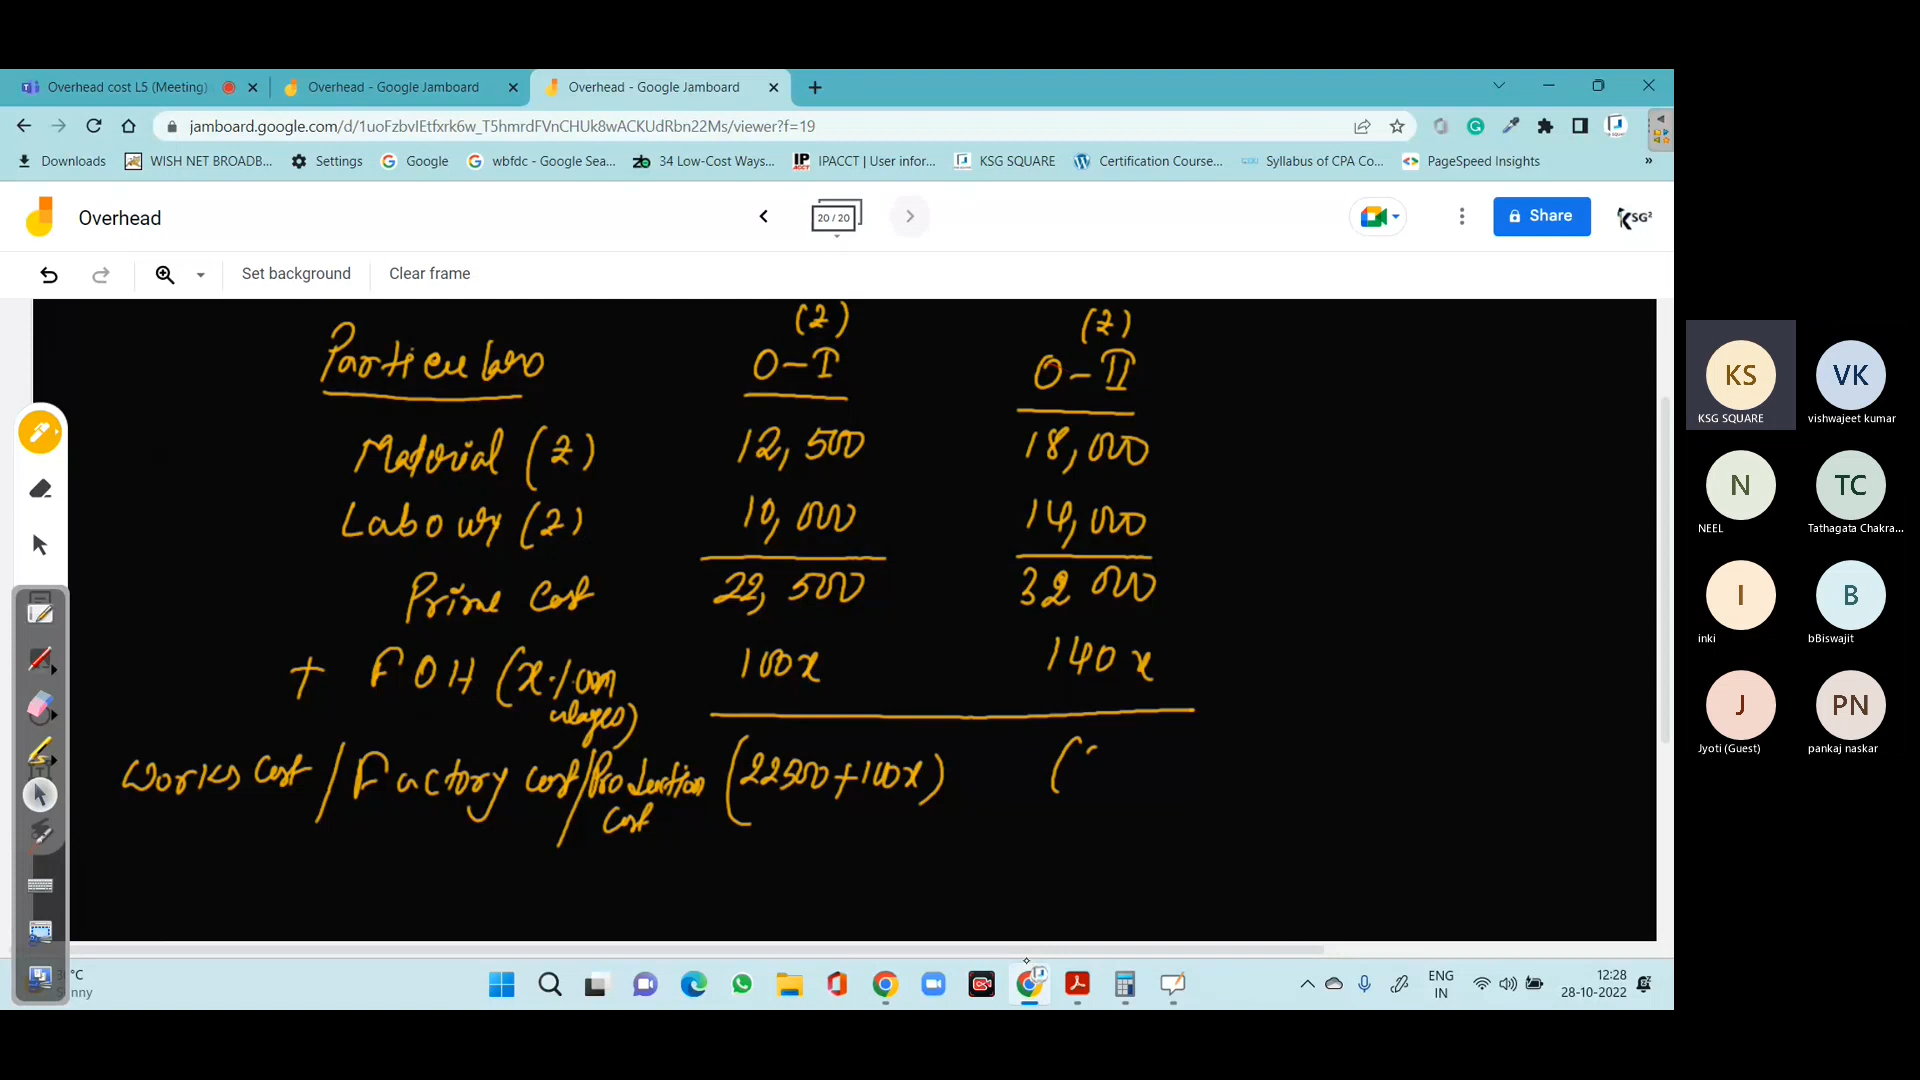 Overhead cost L5 (Meeting)
Overhead - Google Jamboard
Overhead - Google Jamboard
jamboard.google.com/d/1uoFzbvIEtfxrk6w_T5hmrdFVnCHUk8wACKUdRbn22Ms/viewer?f=19
Downloads
WISH NET BROADB...
Settings
Google
wbfdc - Google Sea...
34 Low-Cost Ways...
IPACCT | User infor...
KSG SQUARE
Certification Course...
Syllabus of CPA Co...
PageSpeed Insights
»
Overhead
20 / 20
Share
KSG²
Set background
Clear frame
(₹) (₹)
Particulars O-I O-II
Material (₹) 12,500 18,000
Labour (₹) 10,000 14,000
Prime Cost 22,500 32 000
+ FOH (x% on wages) 100x 140x
Works Cost / Factory Cost / Production Cost (22500+100x) (
KS
KSG SQUARE
VK
vishwajeet kumar
N
NEEL
TC
Tathagata Chakra...
I
inki
B
bBiswajit
J
Jyoti (Guest)
PN
pankaj naskar
ENG
IN
12:28
28-10-2022